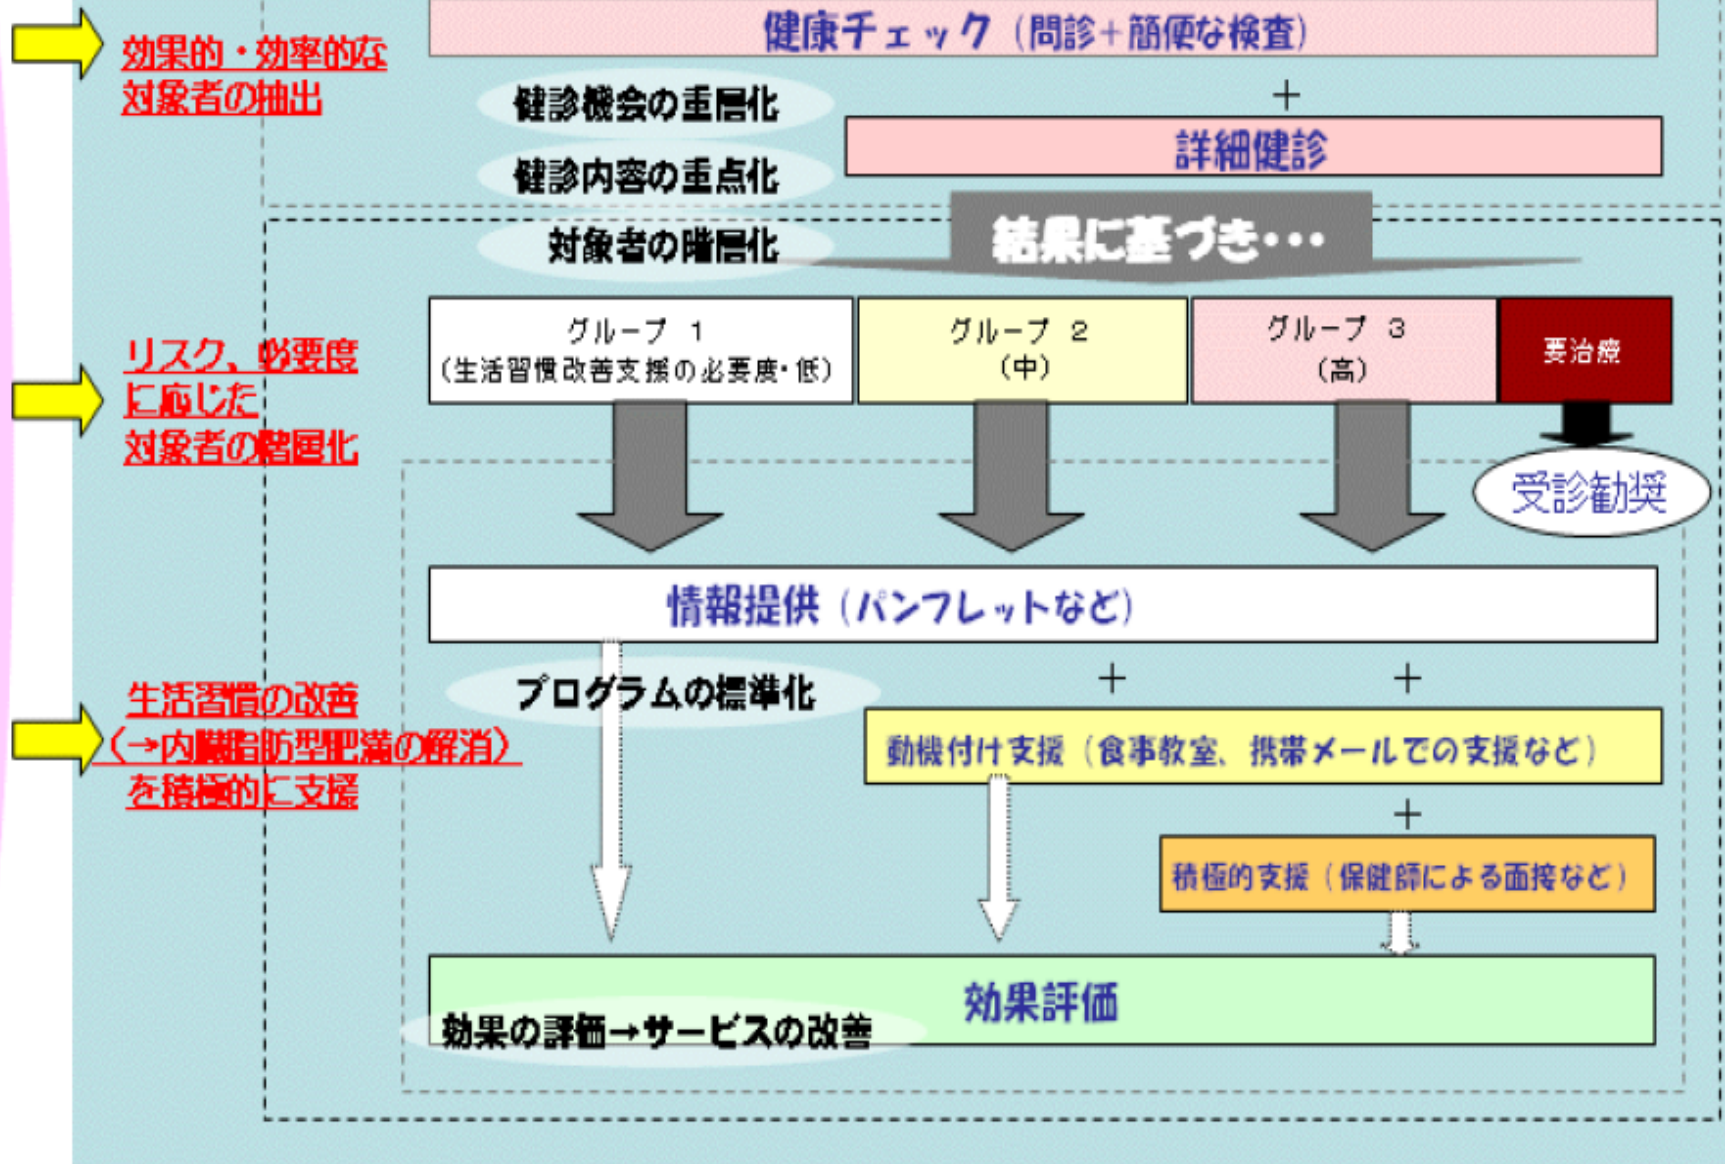 健康チェック（問診＋簡便な検査）
効果的・効率的な
対象者の抽出
健診機会の重層化
＋
詳細健診
健診内容の重点化
対象者の階層化
結果に基づき・・・
リスク、必要度
に応じた
対象者の階層化
グループ １
（生活習慣改善支援の必要度・低）
グループ ２
（中）
グループ ３
（高）
要治療
受診勧奨
情報提供（パンフレットなど）
生活習慣の改善
（→内臓脂肪型肥満の解消）
を積極的に支援
プログラムの標準化
＋
＋
動機付け支援（食事教室、携帯メールでの支援など）
＋
積極的支援（保健師による面接など）
効果評価
効果の評価→サービスの改善